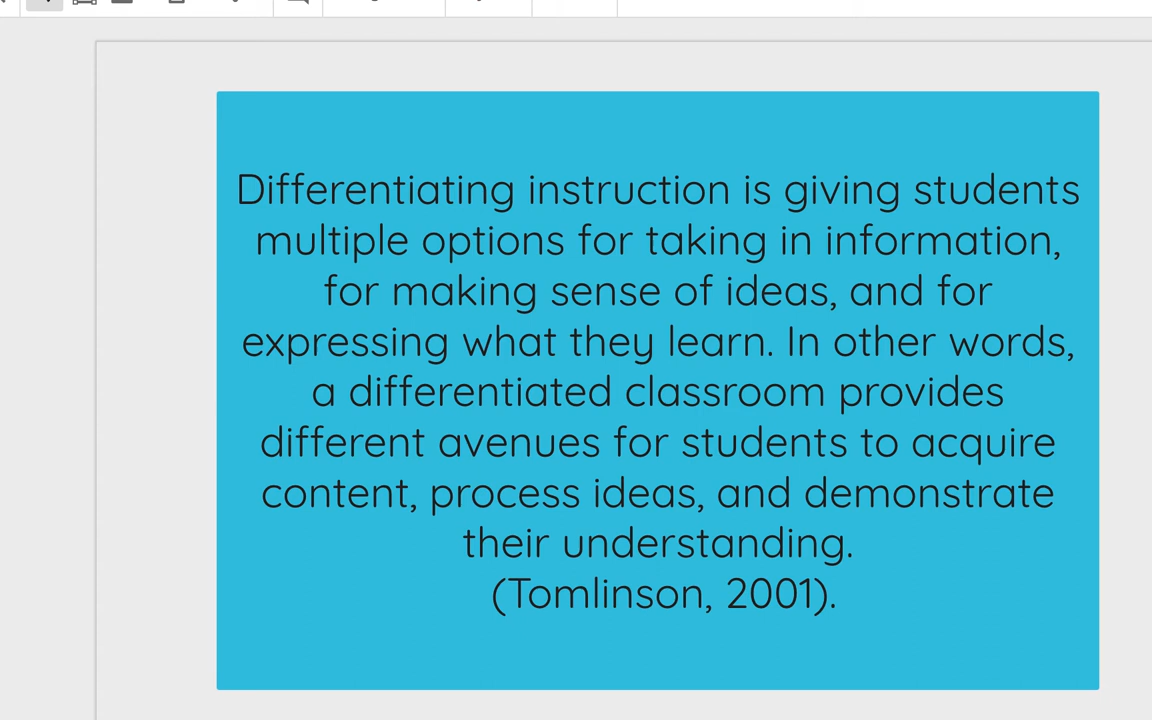 Differentiating instruction is giving students
multiple options for taking in information,
for making sense of ideas, and for
expressing what they learn. In other words,
a differentiated classroom provides
different avenues for students to acquire
content, process ideas, and demonstrate
their understanding.
(Tomlinson, 2001).